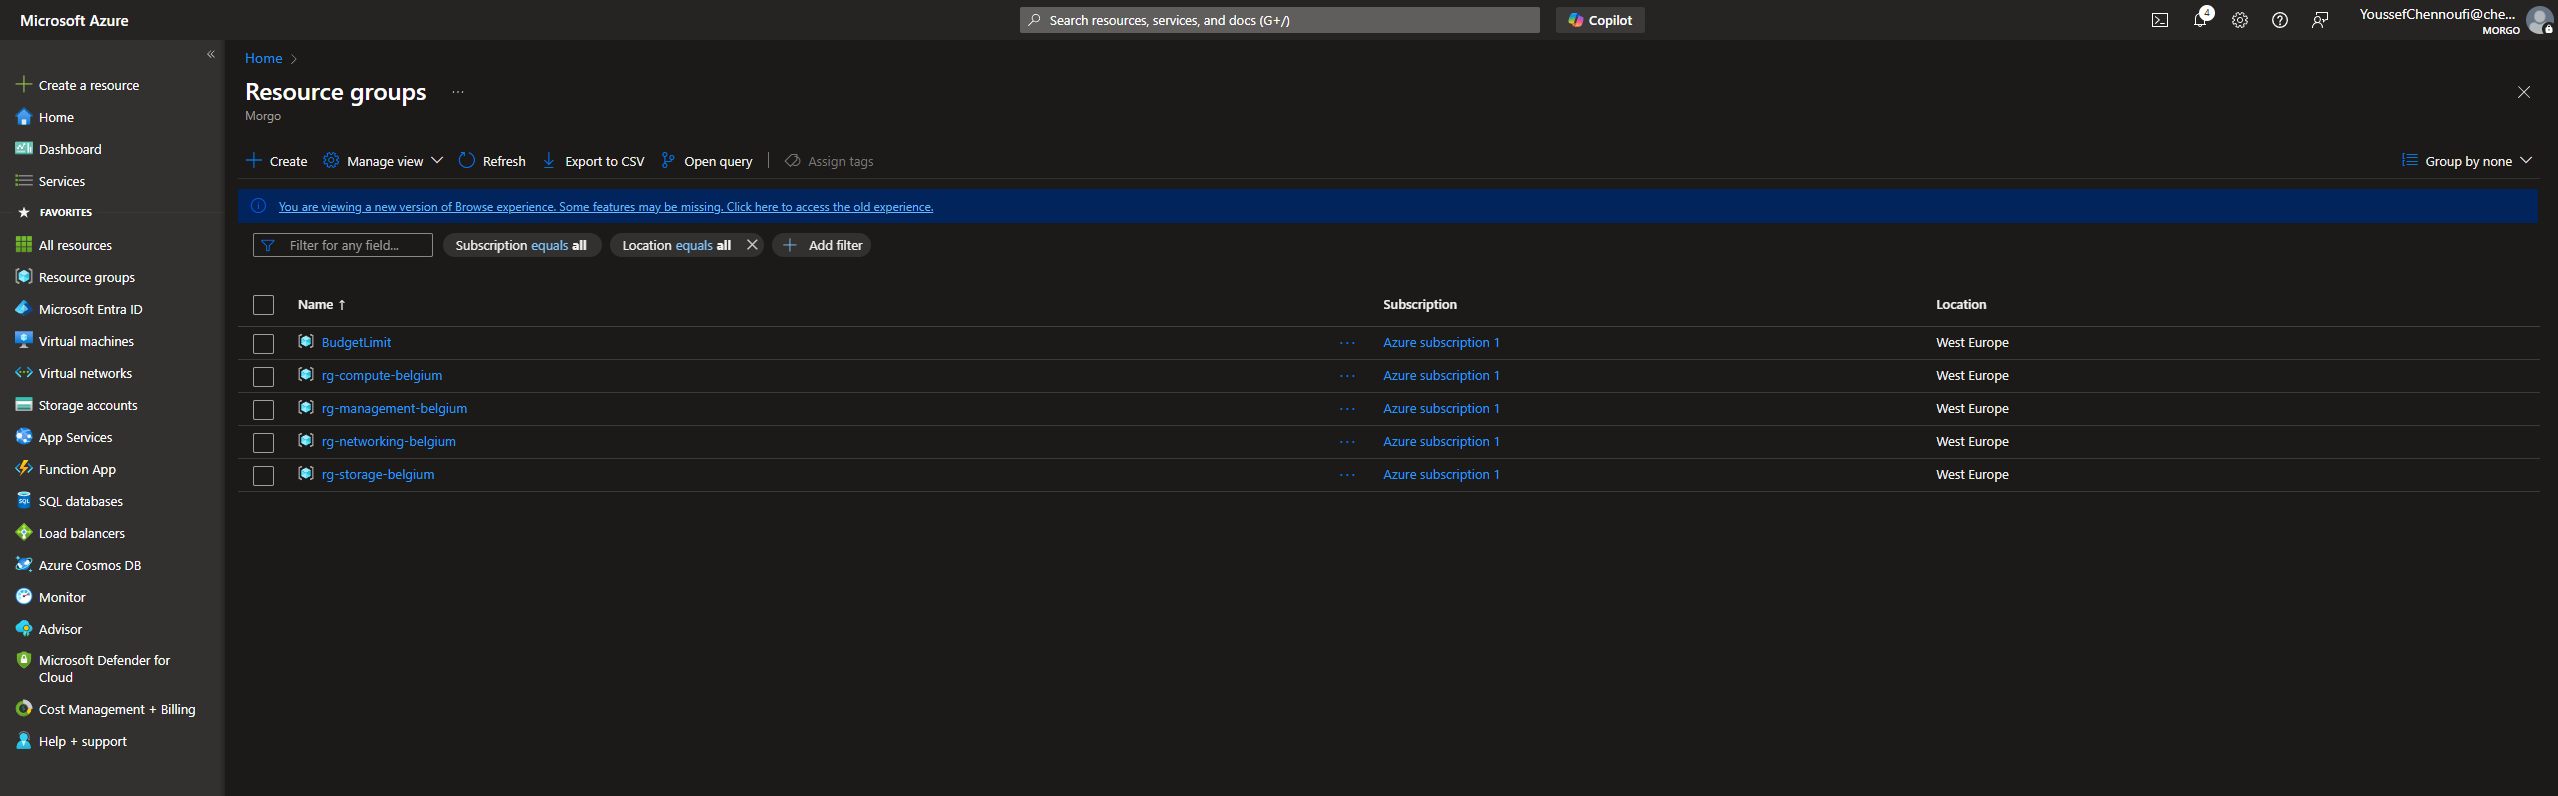 Microsoft Azure
Search resources, services, and docs (G+/)
Copilot
4
YoussefChennoufi@che...
MORGO
Create a resource
Home
Dashboard
Services
FAVORITES
All resources
Resource groups
Microsoft Entra ID
Virtual machines
Virtual networks
Storage accounts
App Services
Function App
SQL databases
Load balancers
Azure Cosmos DB
Monitor
Advisor
Microsoft Defender for
Cloud
Cost Management + Billing
Help + support
Home >
Resource groups ...
Morgo
Create Manage view Refresh Export to CSV Open query Assign tags Group by none
You are viewing a new version of Browse experience. Some features may be missing. Click here to access the old experience.
Filter for any field... Subscription equals all Location equals all Add filter
Name ↑ Subscription Location
BudgetLimit ... Azure subscription 1 West Europe
rg-compute-belgium ... Azure subscription 1 West Europe
rg-management-belgium ... Azure subscription 1 West Europe
rg-networking-belgium ... Azure subscription 1 West Europe
rg-storage-belgium ... Azure subscription 1 West Europe